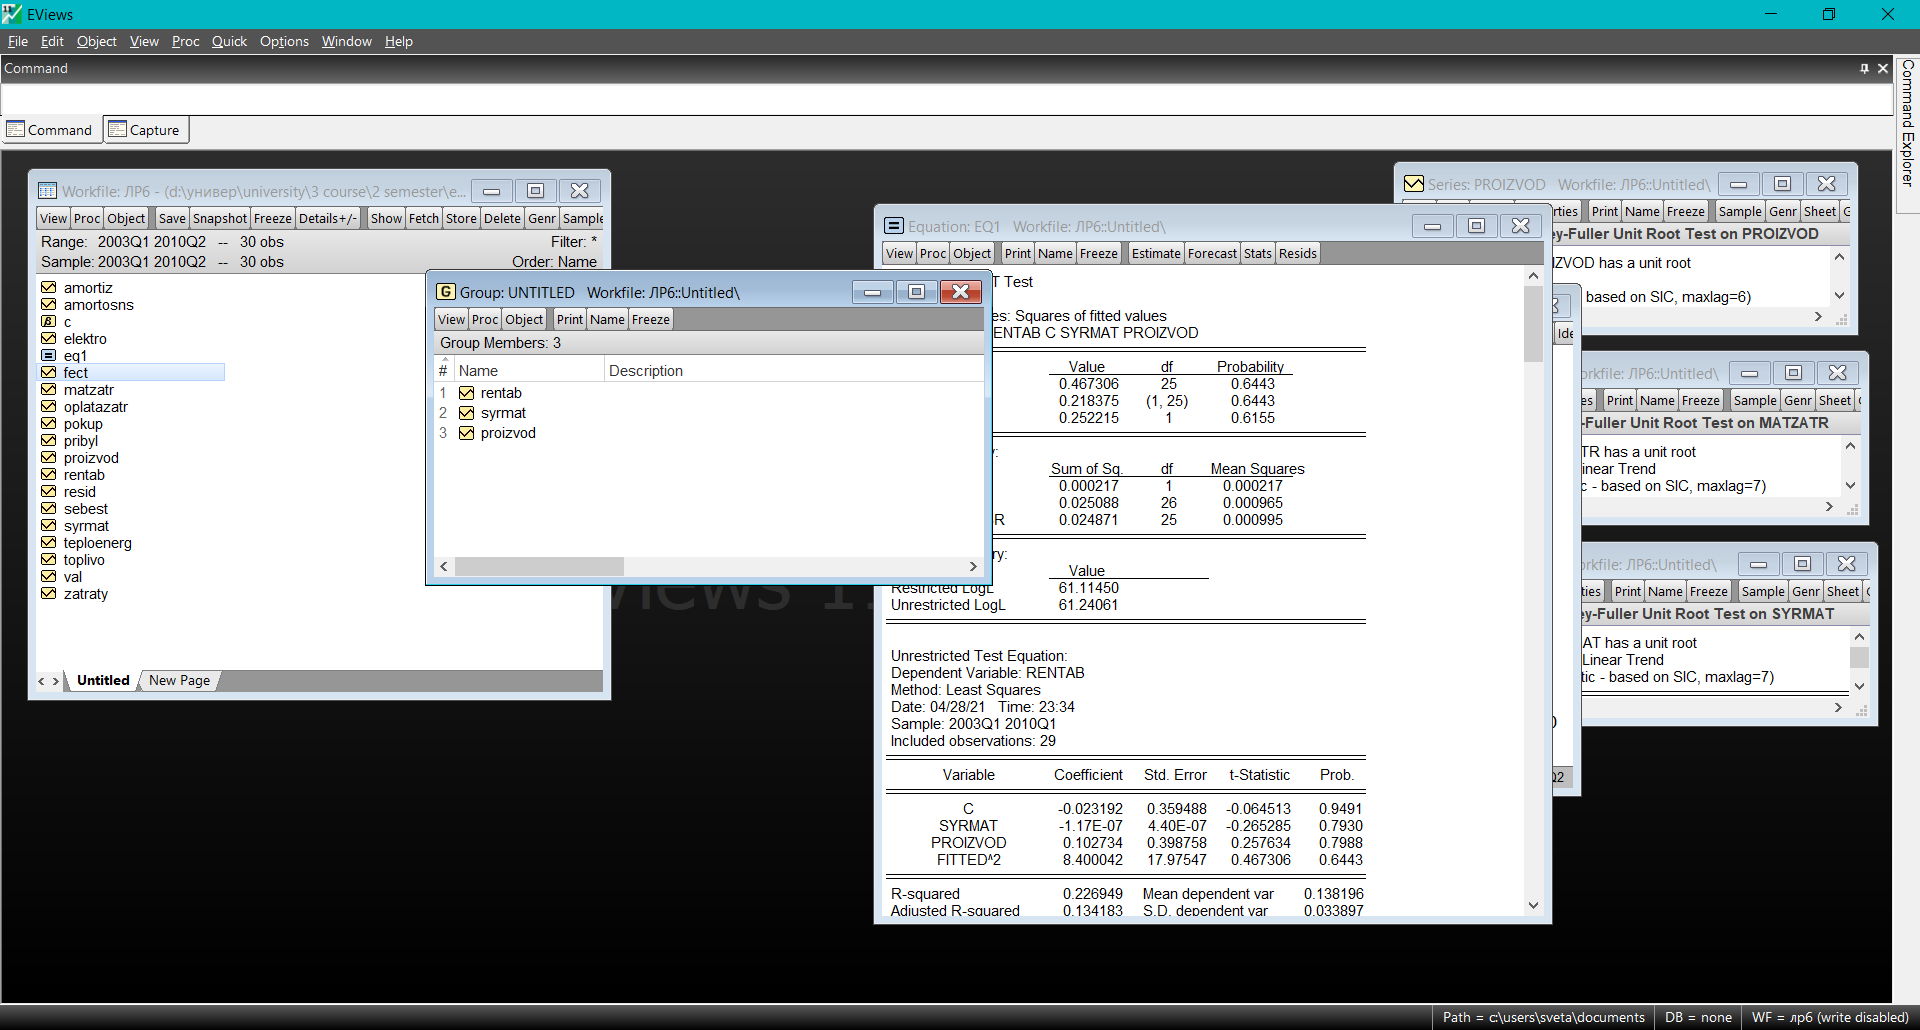 EViews
File Edit Object View Proc Quick Options Window Help
Command
Command Capture
Command Explorer
Workfile: ЛР6 - (d:\универ\university\3 course\2 semester\e...
View Proc Object Save Snapshot Freeze Details+/- Show Fetch Store Delete Genr Sample
Range: 2003Q1 2010Q2 -- 30 obs Filter: *
Sample: 2003Q1 2010Q2 -- 30 obs Order: Name
amortiz
amortosns
c
elektro
eq1
fect
matzatr
oplatazatr
pokup
pribyl
proizvod
rentab
resid
sebest
syrmat
teploenerg
toplivo
val
zatraty
Untitled New Page
Group: UNTITLED Workfile: ЛР6::Untitled\
View Proc Object Print Name Freeze
Group Members: 3
# Name Description
1 rentab
2 syrmat
3 proizvod
Equation: EQ1 Workfile: ЛР6::Untitled\
View Proc Object Print Name Freeze Estimate Forecast Stats Resids
T Test
es: Squares of fitted values
ENTAB C SYRMAT PROIZVOD
Value df Probability
0.467306 25 0.6443
0.218375 (1, 25) 0.6443
0.252215 1 0.6155
y:
Sum of Sq. df Mean Squares
0.000217 1 0.000217
0.025088 26 0.000965
R 0.024871 25 0.000995
ry:
Value
Restricted LogL 61.11450
Unrestricted LogL 61.24061
Unrestricted Test Equation:
Dependent Variable: RENTAB
Method: Least Squares
Date: 04/28/21 Time: 23:34
Sample: 2003Q1 2010Q1
Included observations: 29
Variable Coefficient Std. Error t-Statistic Prob.
C -0.023192 0.359488 -0.064513 0.9491
SYRMAT -1.17E-07 4.40E-07 -0.265285 0.7930
PROIZVOD 0.102734 0.398758 0.257634 0.7988
FITTED^2 8.400042 17.97547 0.467306 0.6443
R-squared 0.226949 Mean dependent var 0.138196
Adjusted R-squared 0.134183 S.D. dependent var 0.033897
Series: PROIZVOD Workfile: ЛР6::Untitled\
erties Print Name Freeze Sample Genr Sheet G
ey-Fuller Unit Root Test on PROIZVOD
IZVOD has a unit root
based on SIC, maxlag=6)
Ide
orkfile: ЛР6::Untitled\
es Print Name Freeze Sample Genr Sheet
-Fuller Unit Root Test on MATZATR
TR has a unit root
inear Trend
c - based on SIC, maxlag=7)
rkfile: ЛР6::Untitled\
ties Print Name Freeze Sample Genr Sheet
ey-Fuller Unit Root Test on SYRMAT
AT has a unit root
Linear Trend
tic - based on SIC, maxlag=7)
Q2
Path = c:\users\sveta\documents DB = none WF = лр6 (write disabled)